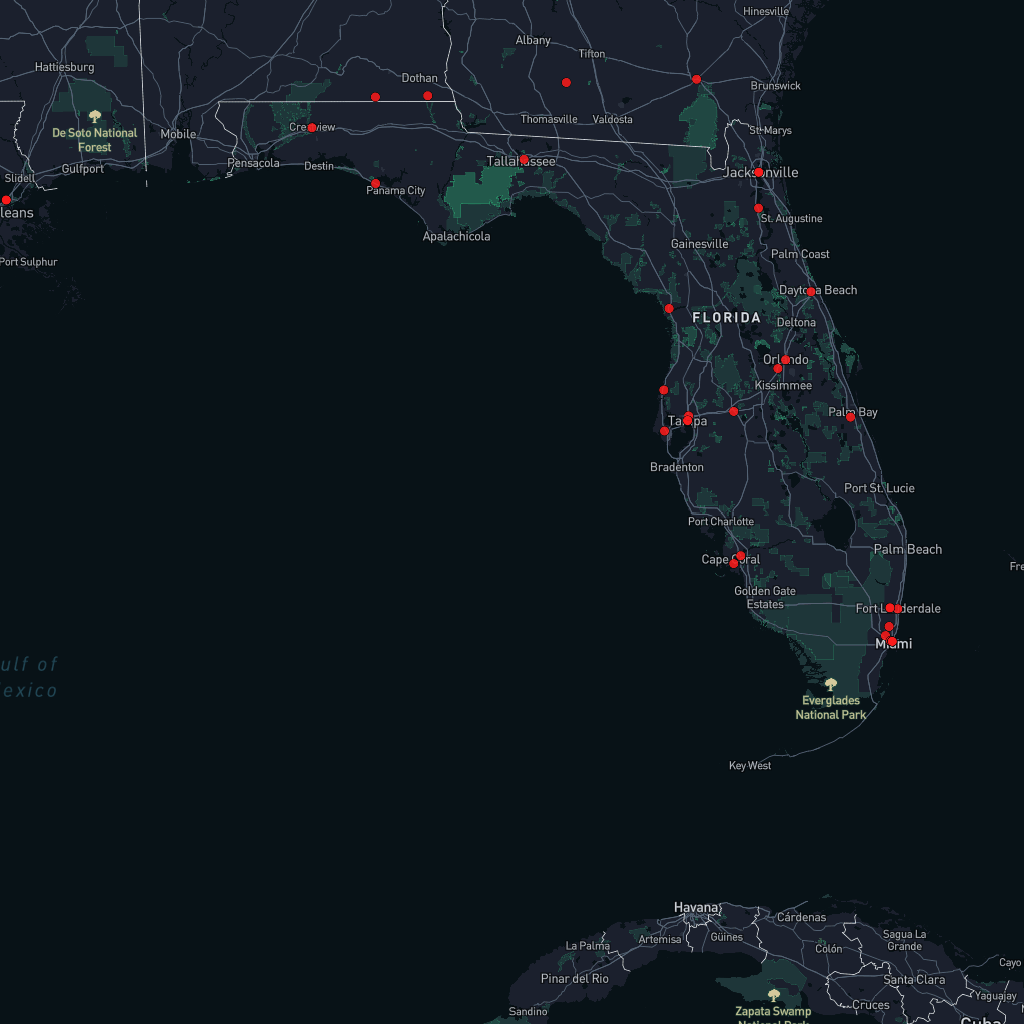 Hinesville
Albany
Tifton
Hattiesburg
Dothan
Brunswick
Thomasville
Valdosta
De Soto National
Forest
Mobile
Crestview
St. Marys
Pensacola
Destin
Tallahassee
Gulfport
Slidell
Jacksonville
Panama City
leans
St. Augustine
Apalachicola
Gainesville
Palm Coast
Port Sulphur
Daytona Beach
FLORIDA
Deltona
Orlando
Kissimmee
Palm Bay
Tampa
Bradenton
Port St. Lucie
Port Charlotte
Palm Beach
Cape Coral
Fre
Golden Gate
Estates
Fort Lauderdale
Miami
ulf of
exico
Everglades
National Park
Key West
Havana
Cárdenas
La Palma
Artemisa
Güines
Sagua La
Grande
Colón
Cayo
Pinar del Río
Santa Clara
Yaguajay
Cruces
Sandino
Zapata Swamp
National Park
Cuba